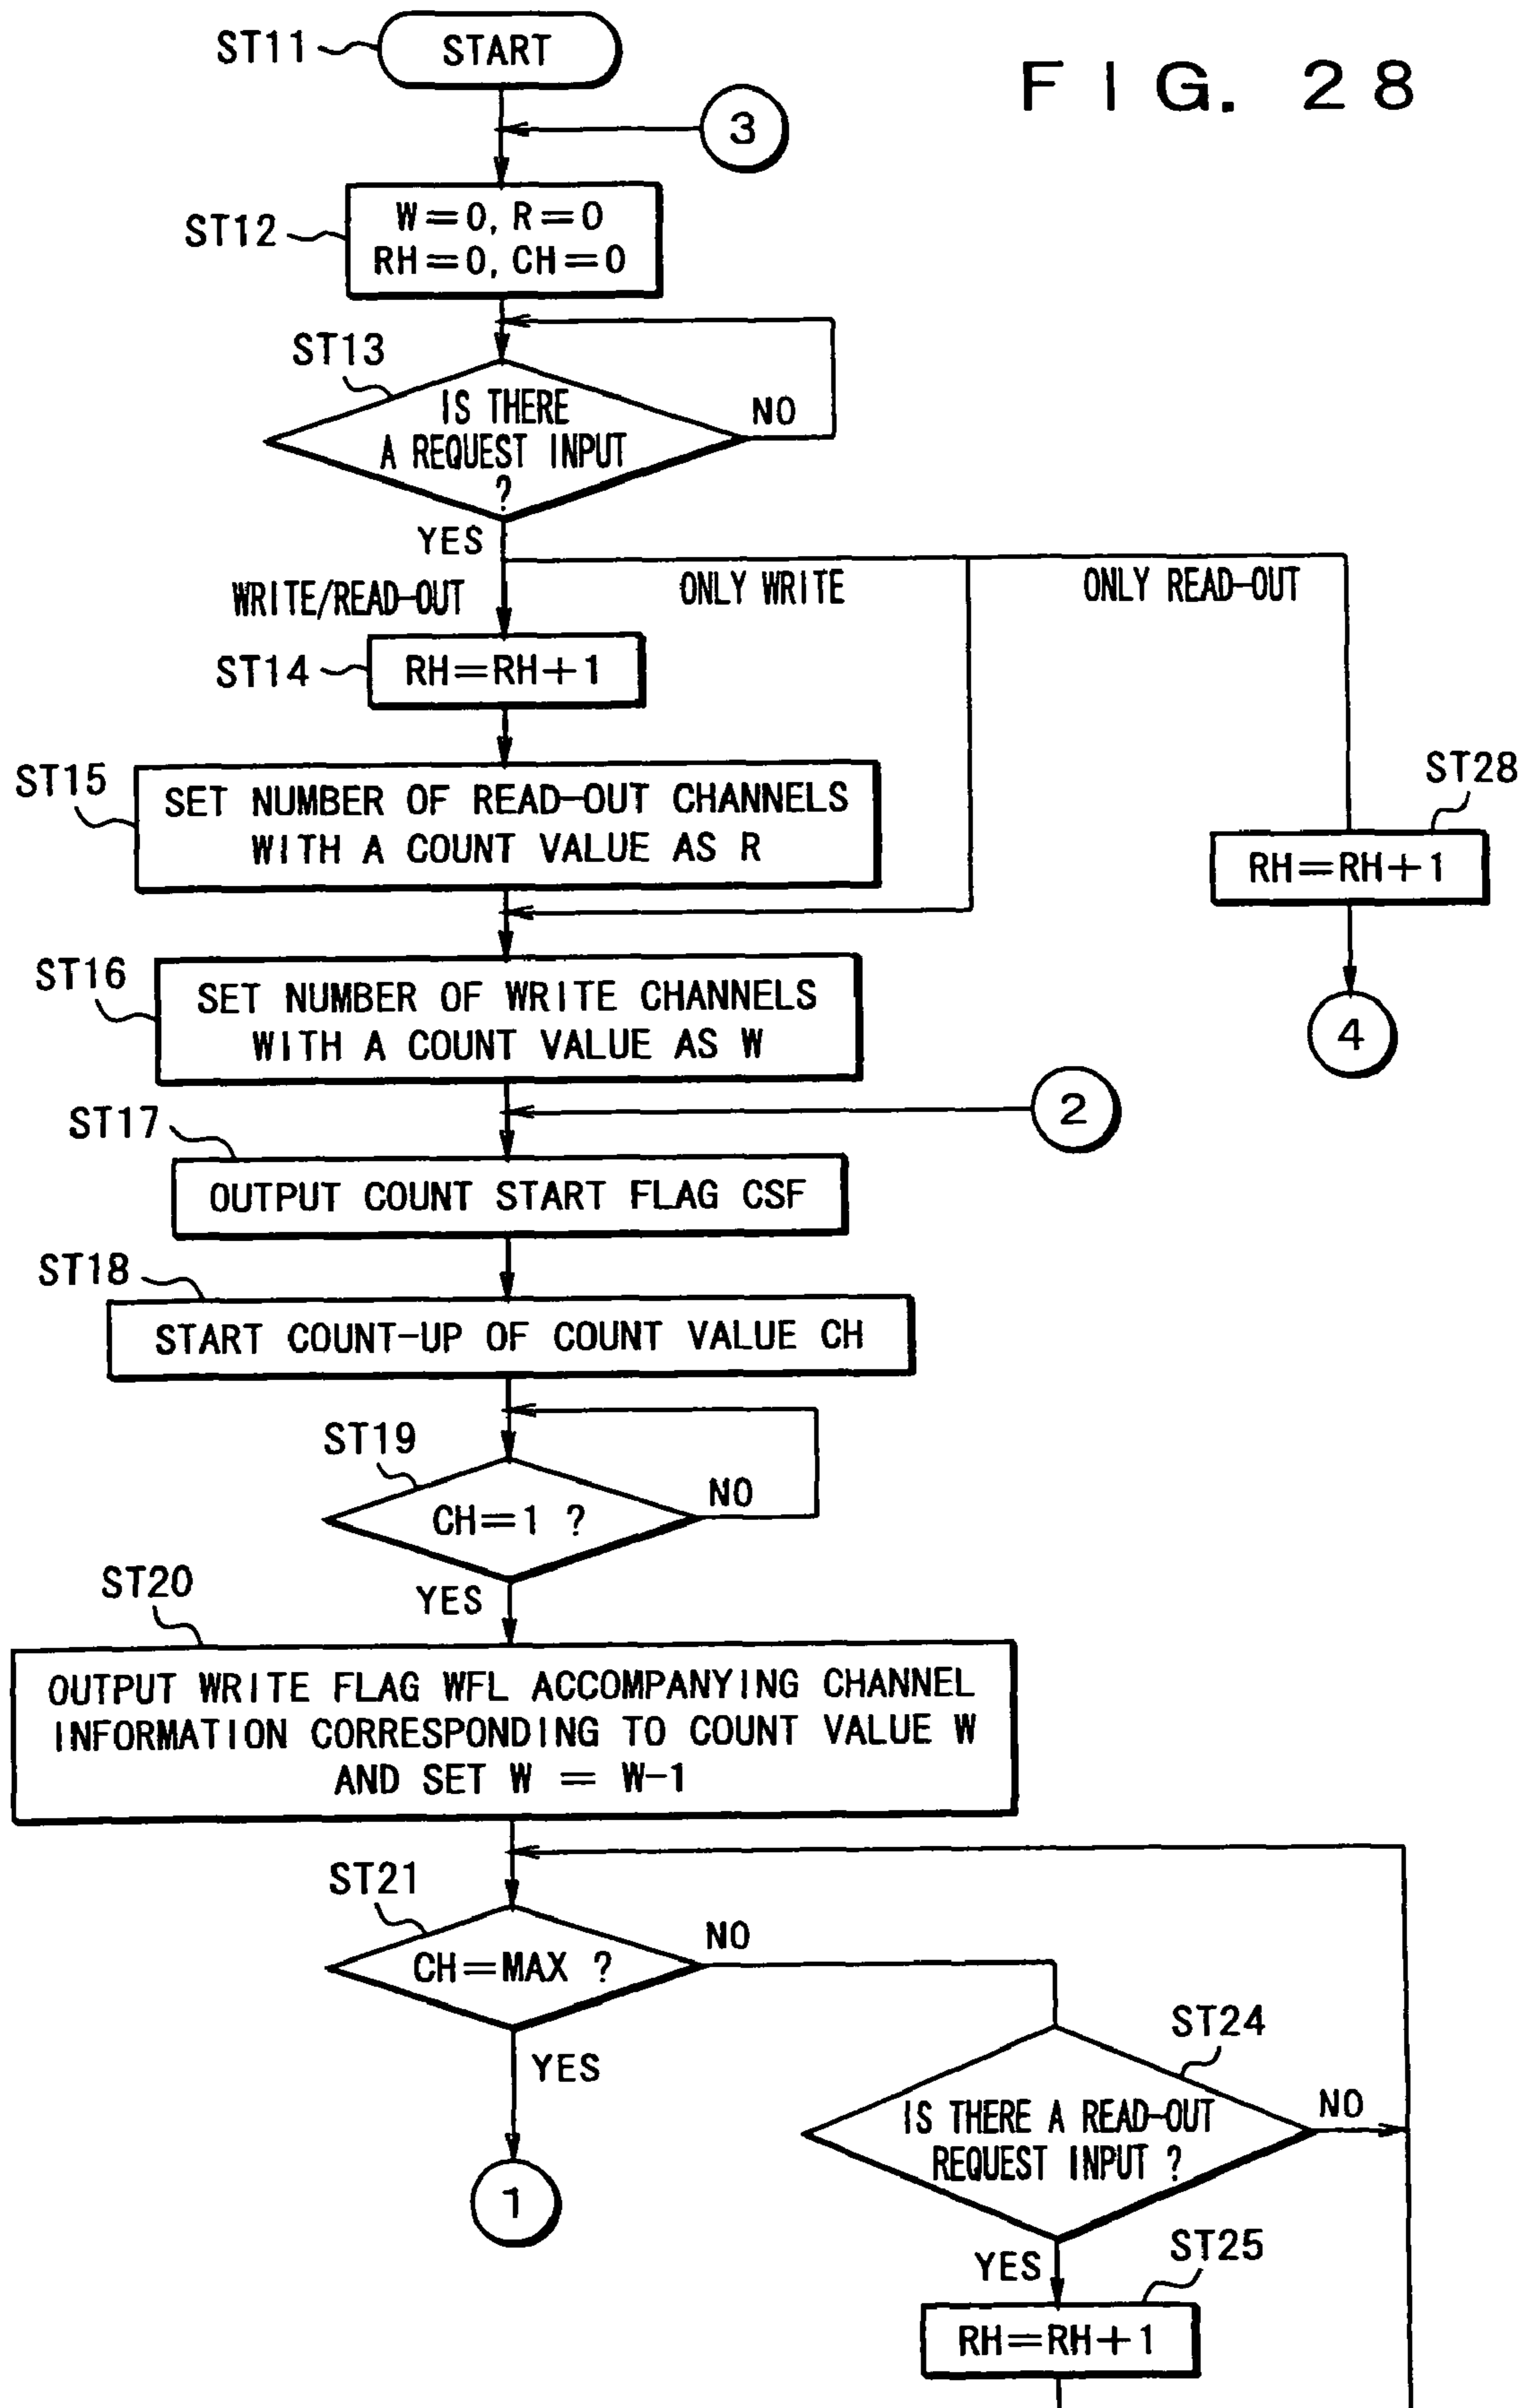 FIG. 28
ST11
START
3
ST12
W=0, R=0
RH=0, CH=0
ST13
IS THERE
A REQUEST INPUT
?
NO
YES
WRITE/READ-OUT
ONLY WRITE
ONLY READ-OUT
ST14
RH=RH+1
ST15
SET NUMBER OF READ-OUT CHANNELS
WITH A COUNT VALUE AS R
ST28
RH=RH+1
4
ST16
SET NUMBER OF WRITE CHANNELS
WITH A COUNT VALUE AS W
2
ST17
OUTPUT COUNT START FLAG CSF
ST18
START COUNT-UP OF COUNT VALUE CH
ST19
CH=1 ?
NO
YES
ST20
OUTPUT WRITE FLAG WFL ACCOMPANYING CHANNEL
INFORMATION CORRESPONDING TO COUNT VALUE W
AND SET W = W-1
ST21
CH=MAX ?
NO
YES
1
ST24
IS THERE A READ-OUT
REQUEST INPUT ?
NO
YES
ST25
RH=RH+1